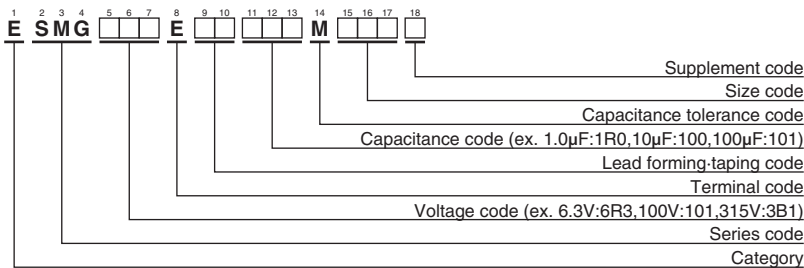 1 2 3 4 5 6 7 8 9 10 11 12 13 14 15 16 17 18
E SMG E M
Supplement code
Size code
Capacitance tolerance code
Capacitance code (ex. 1.0µF:1R0,10µF:100,100µF:101)
Lead forming·taping code
Terminal code
Voltage code (ex. 6.3V:6R3,100V:101,315V:3B1)
Series code
Category